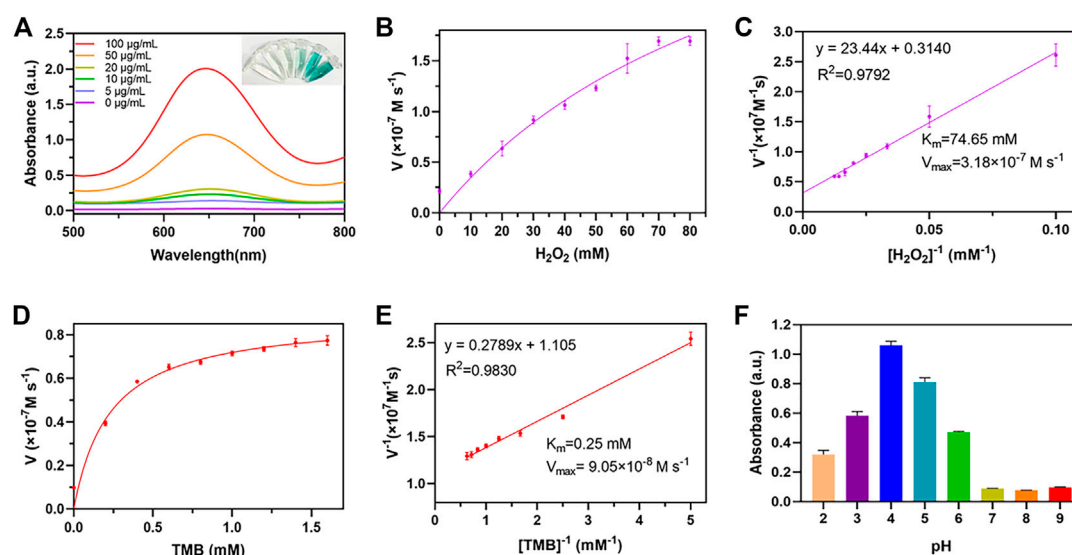 A
Absorbance (a.u.)
2.5
2.0
1.5
1.0
0.5
0.0
100 µg/mL
50 µg/mL
20 µg/mL
10 µg/mL
5 µg/mL
0 µg/mL
500 600 700 800
Wavelength(nm)
B
V (×10⁻⁷ M s⁻¹)
1.5
1.0
0.5
0.0
0 10 20 30 40 50 60 70 80
H₂O₂ (mM)
C
V⁻¹(×10⁷M⁻¹s)
3.0
2.5
2.0
1.5
1.0
0.5
0.0
y = 23.44x + 0.3140
R²=0.9792
Kₘ=74.65 mM
Vₘₐₓ=3.18×10⁻⁷ M s⁻¹
0.00 0.05 0.10
[H₂O₂]⁻¹ (mM⁻¹)
D
V (×10⁻⁷M s⁻¹)
0.8
0.6
0.4
0.2
0.0
0.0 0.5 1.0 1.5
TMB (mM)
E
V⁻¹(×10⁷M⁻¹s)
2.5
2.0
1.5
1.0
y = 0.2789x + 1.105
R²=0.9830
Kₘ=0.25 mM
Vₘₐₓ= 9.05×10⁻⁸ M s⁻¹
0 1 2 3 4 5
[TMB]⁻¹ (mM⁻¹)
F
Absorbance (a.u.)
1.2
1.0
0.8
0.6
0.4
0.2
0.0
2 3 4 5 6 7 8 9
pH